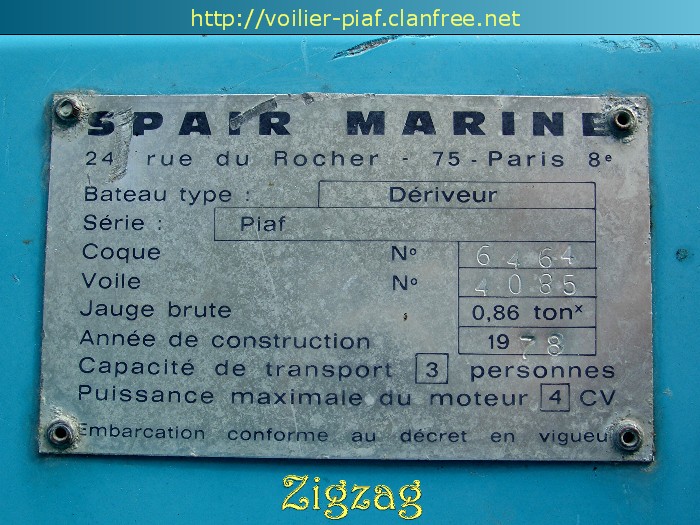 http://voilier-piaf.clanfree.net
SPAIR MARINE
24 rue du Rocher - 75 - Paris 8e
Bateau type : Dériveur
Série : Piaf
Coque No 6464
Voile No 4085
Jauge brute 0,86 tonx
Année de construction 1978
Capacité de transport 3 personnes
Puissance maximale du moteur 4 CV
Embarcation conforme au décret en vigueu
Zigzag